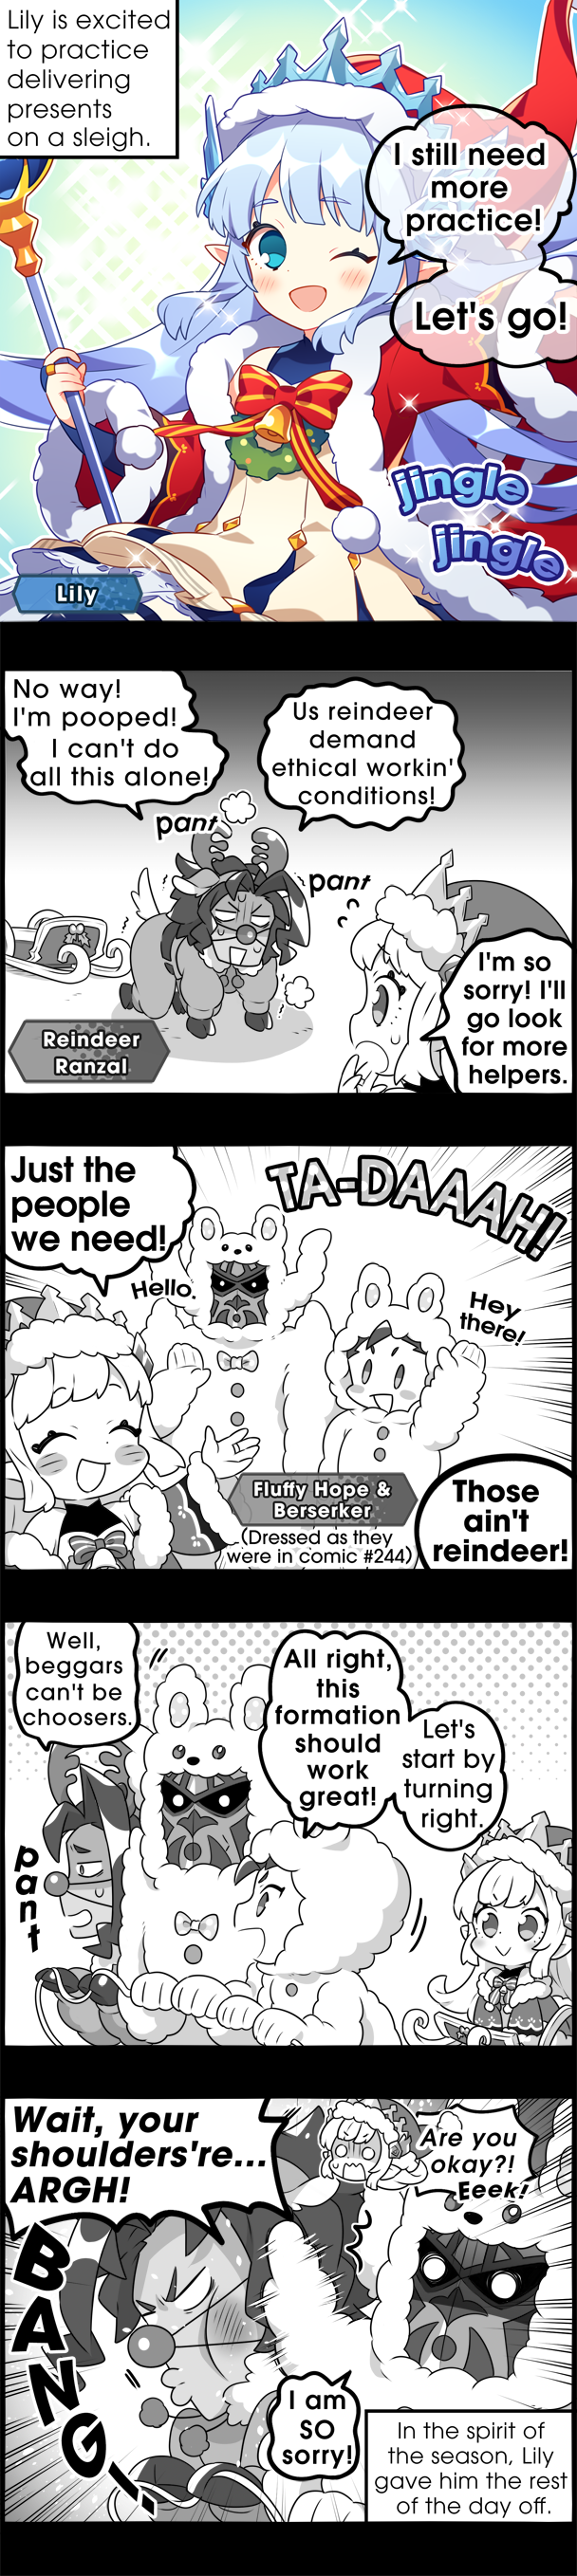 Lily is excited
to practice
delivering
presents
on a sleigh.
I still need
more
practice!
Let's go!
jingle
jingle
Lily
No way!
I'm pooped!
I can't do
all this alone!
Us reindeer
demand
ethical workin'
conditions!
pant
pant
I'm so
sorry! I'll
go look
for more
helpers.
Reindeer
Ranzal
Just the
people
we need!
TA-DAAAH!
Hello.
Hey
there!
Fluffy Hope &
Berserker
(Dressed as they
were in comic #244)
Those
ain't
reindeer!
Well,
beggars
can't be
choosers.
All right,
this
formation
should
work
great!
Let's
start by
turning
right.
pant
Wait, your
shoulders're...
ARGH!
Are you
okay?!
Eeek!
BANG!
I am
SO
sorry!
In the spirit of
the season, Lily
gave him the rest
of the day off.